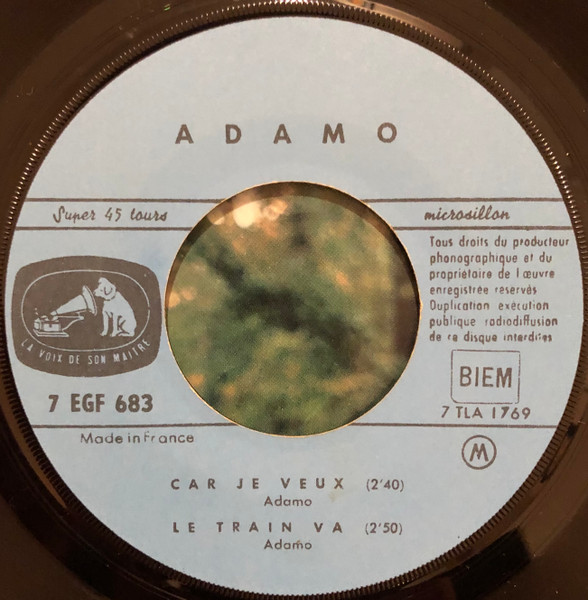 ADAMO
Super 45 tours
microsillon
Tous droits du producteur
phonographique et du
propriétaire de l œuvre
enregistrée réservés
Duplication exécution
publique radiodiffusion
de ce disque interdites
LA VOIX DE SON MAITRE
BIEM
7 EGF 683
7 TLA 1769
Made in France
M
CAR JE VEUX (2'40)
Adamo
LE TRAIN VA (2'50)
Adamo